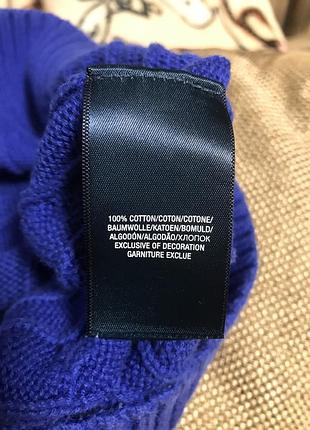 100% COTTON/COTON/COTONE/
BAUMWOLLE/KATOEN/BOMULD/
ALGODÓN/ALGODÃO/ХЛОПОК
EXCLUSIVE OF DECORATION
GARNITURE EXCLUE